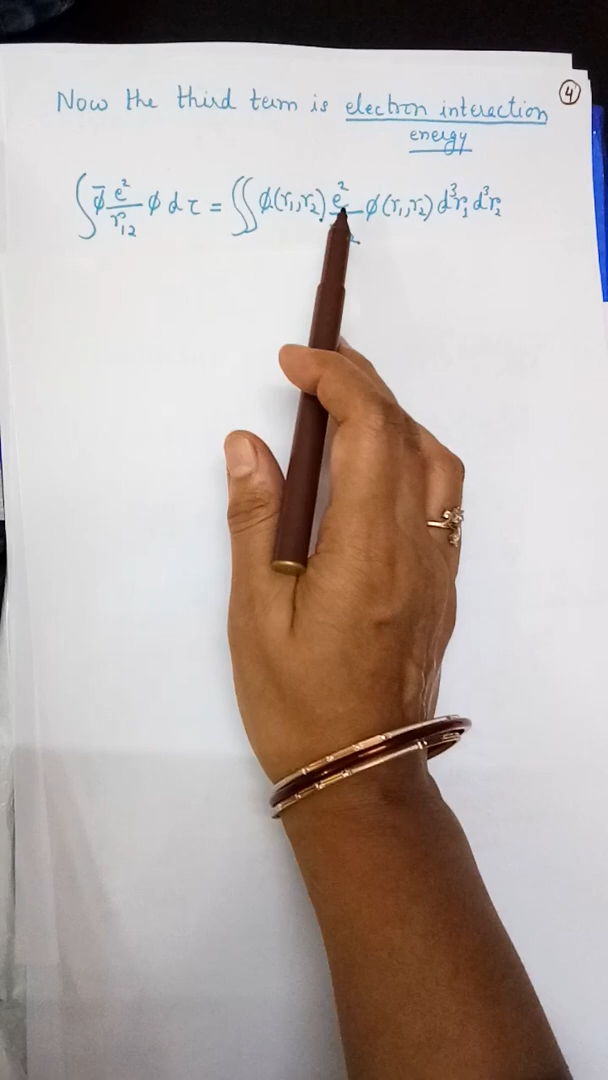 Now the third term is electron interaction ④
energy
∫ φ̄ e²/r₁₂ φ dτ = ∬ φ(r₁,r₂) e² φ(r₁,r₂) d³r₁ d³r₂